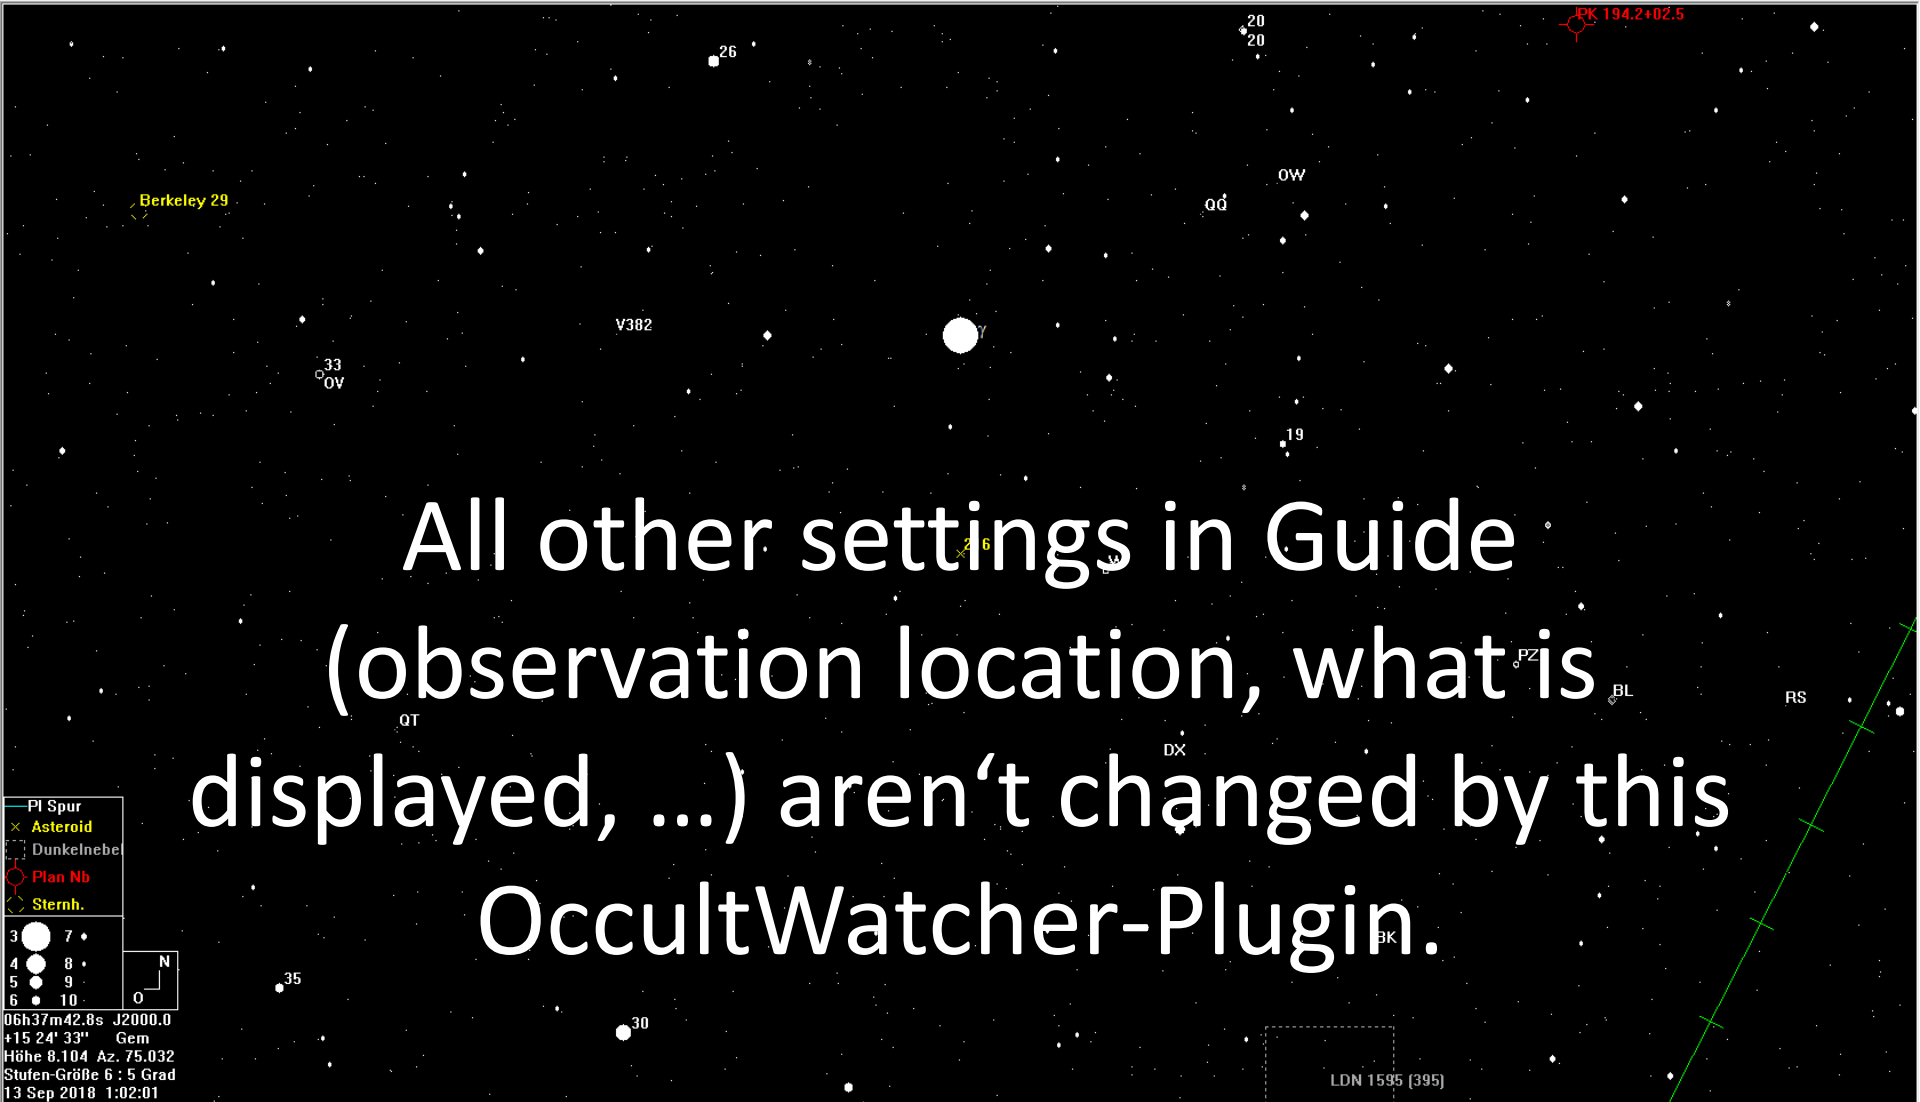 PK 194.2+02.5
20
20
26
OW
QQ
Berkeley 29
V382
γ
33
OV
19
All other settings in Guide
(observation location, what is
displayed, …) aren‘t changed by this
OccultWatcher-Plugin.
PZ
BL
RS
QT
DX
BK
35
30
LDN 1595 (395)
Pl Spur
Asteroid
Dunkelnebel
Plan Nb
Sternh.
3 7
4 8
5 9
6 10
N
O
06h37m42.8s J2000.0
+15 24' 33" Gem
Höhe 8.104 Az. 75.032
Stufen-Größe 6 : 5 Grad
13 Sep 2018 1:02:01